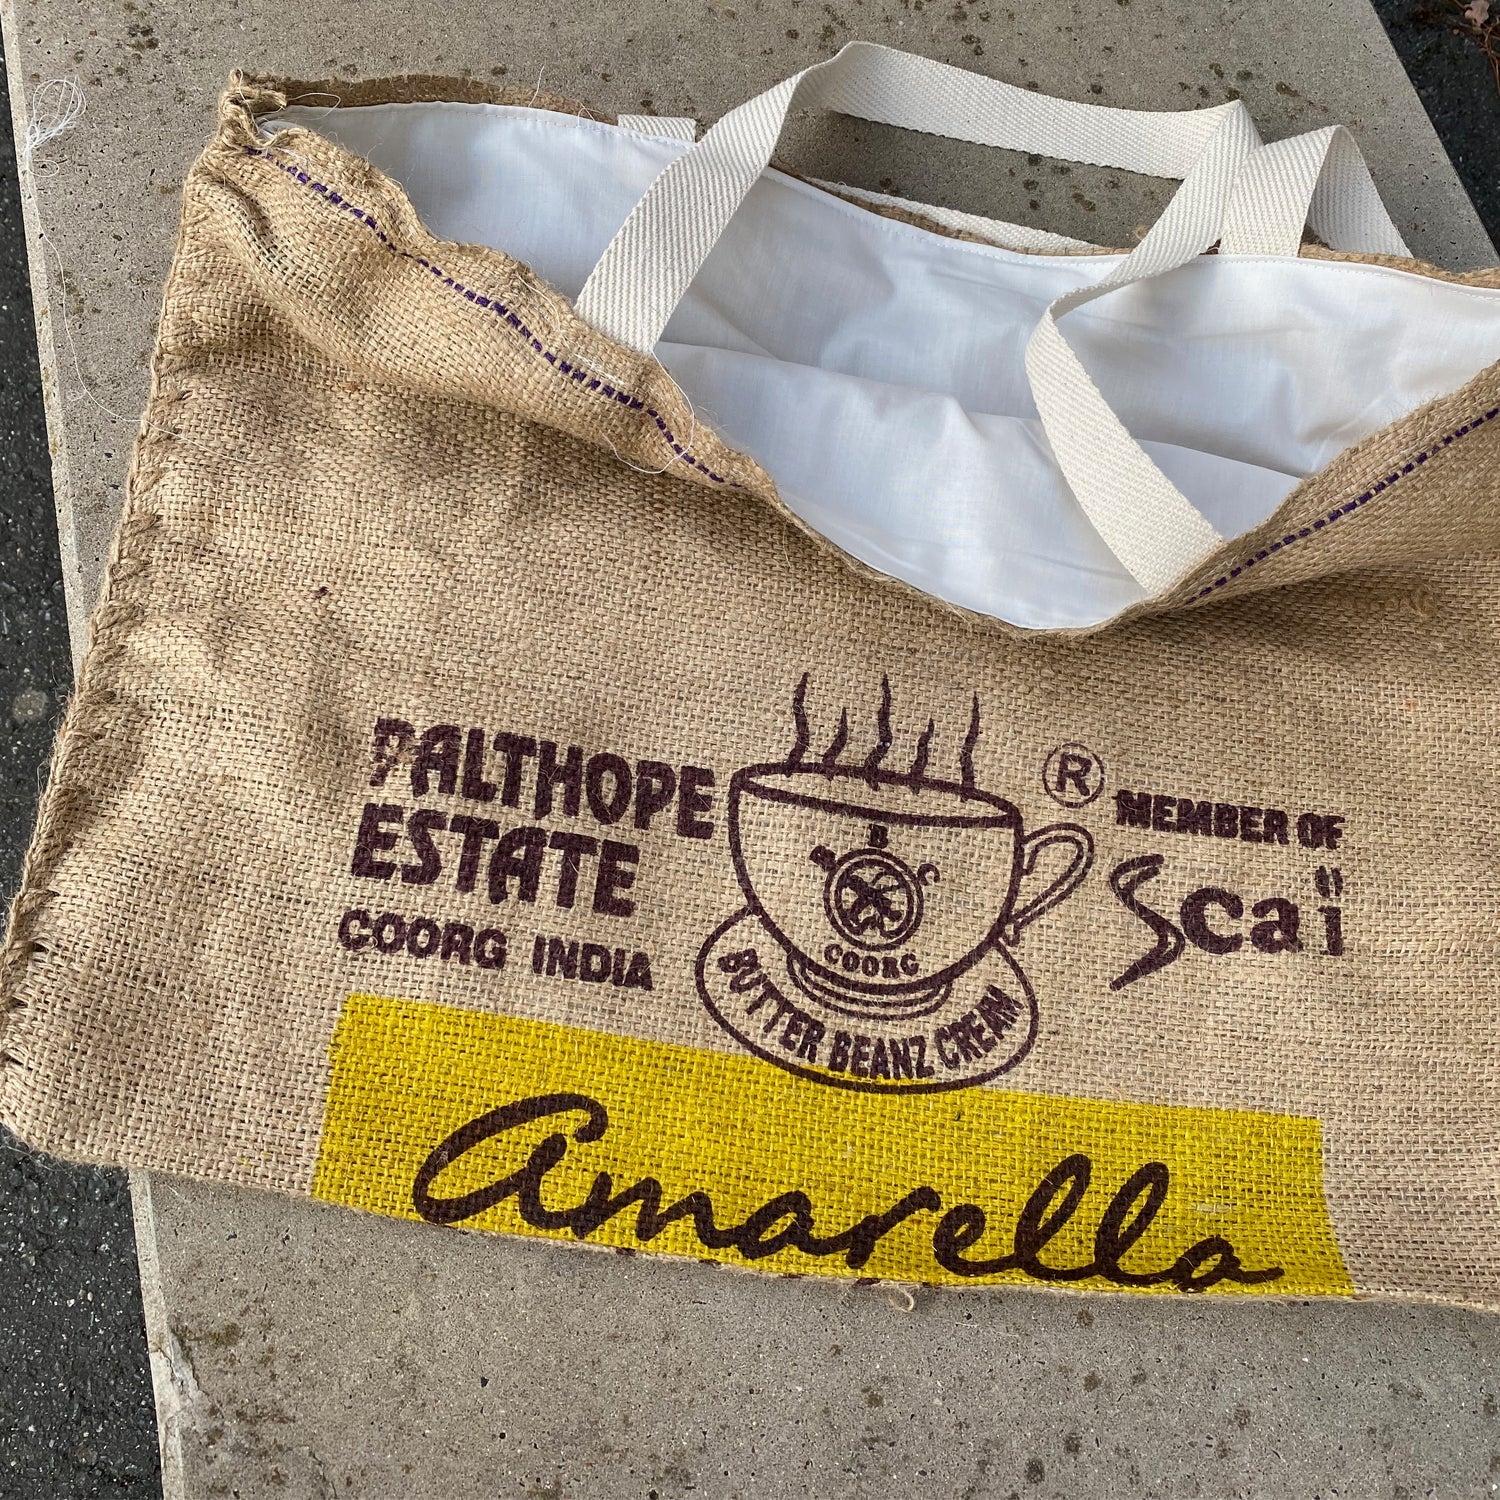 PALTHOPE
ESTATE
COORG INDIA
B
B C
COORG
BUTTER BEANZ CREAM
®
MEMBER OF
Scai
Amarella